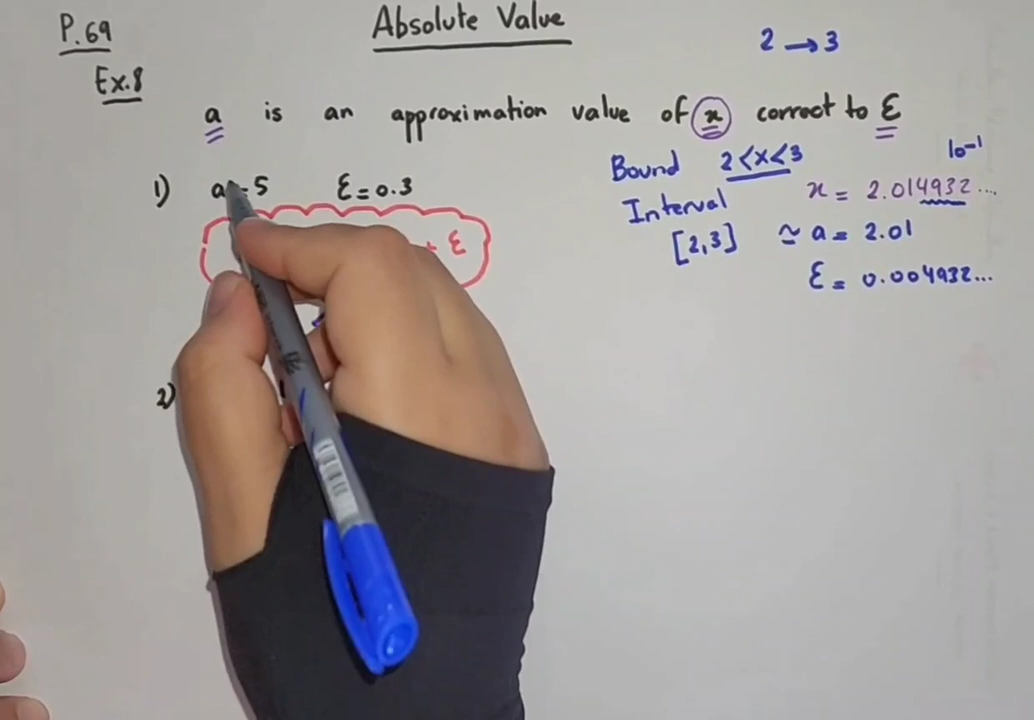 P.69
Absolute Value
2 → 3
Ex.8
a is an approximation value of x correct to ε
Bound 2<x<3
10⁻¹
1) a = 5 ε = 0.3
x = 2.014932...
Interval
[2,3]
≃ a = 2.01
+ ε
ε = 0.004932...
2)